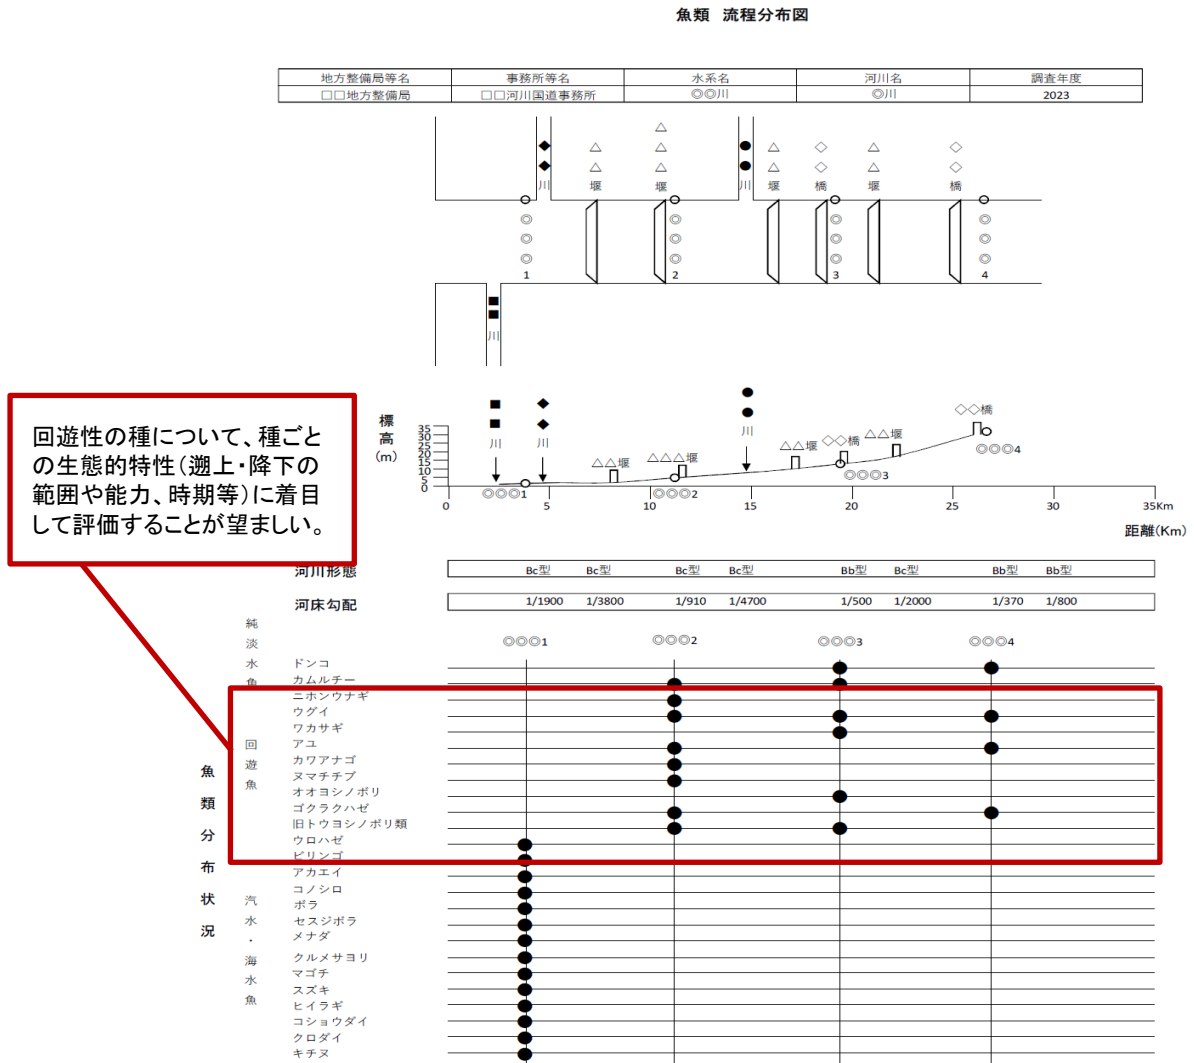 魚類 流程分布図
地方整備局等名 事務所等名 水系名 河川名 調査年度
□□地方整備局 □□河川国道事務所 ◎◎川 ◎川 2023
◆◆川
△△堰
△△△堰
●●川
△△堰
◇◇橋
△△堰
◇◇橋
◎◎◎1
◎◎◎2
◎◎◎3
◎◎◎4
■■川
回遊性の種について、種ごと
の生態的特性(遡上・降下の
範囲や能力、時期等)に着目
して評価することが望ましい。
標高(m)
35
30
25
20
15
10
5
0
■■川
◆◆川
●●川
△△堰
△△△堰
△△堰
◇◇橋
△△堰
◇◇橋
◎◎◎1
◎◎◎2
◎◎◎3
◎◎◎4
0 5 10 15 20 25 30 35Km
距離(Km)
河川形態 Bc型 Bc型 Bc型 Bc型 Bb型 Bc型 Bb型 Bb型
河床勾配 1/1900 1/3800 1/910 1/4700 1/500 1/2000 1/370 1/800
◎◎◎1 ◎◎◎2 ◎◎◎3 ◎◎◎4
魚類分布状況
純淡水魚
ドンコ
カムルチー
回遊魚
ニホンウナギ
ウグイ
ワカサギ
アユ
カワアナゴ
ヌマチチブ
オオヨシノボリ
ゴクラクハゼ
旧トウヨシノボリ類
ウロハゼ
ビリンゴ
汽水・海水魚
アカエイ
コノシロ
ボラ
セスジボラ
メナダ
クルメサヨリ
マゴチ
スズキ
ヒイラギ
コショウダイ
クロダイ
キチヌ